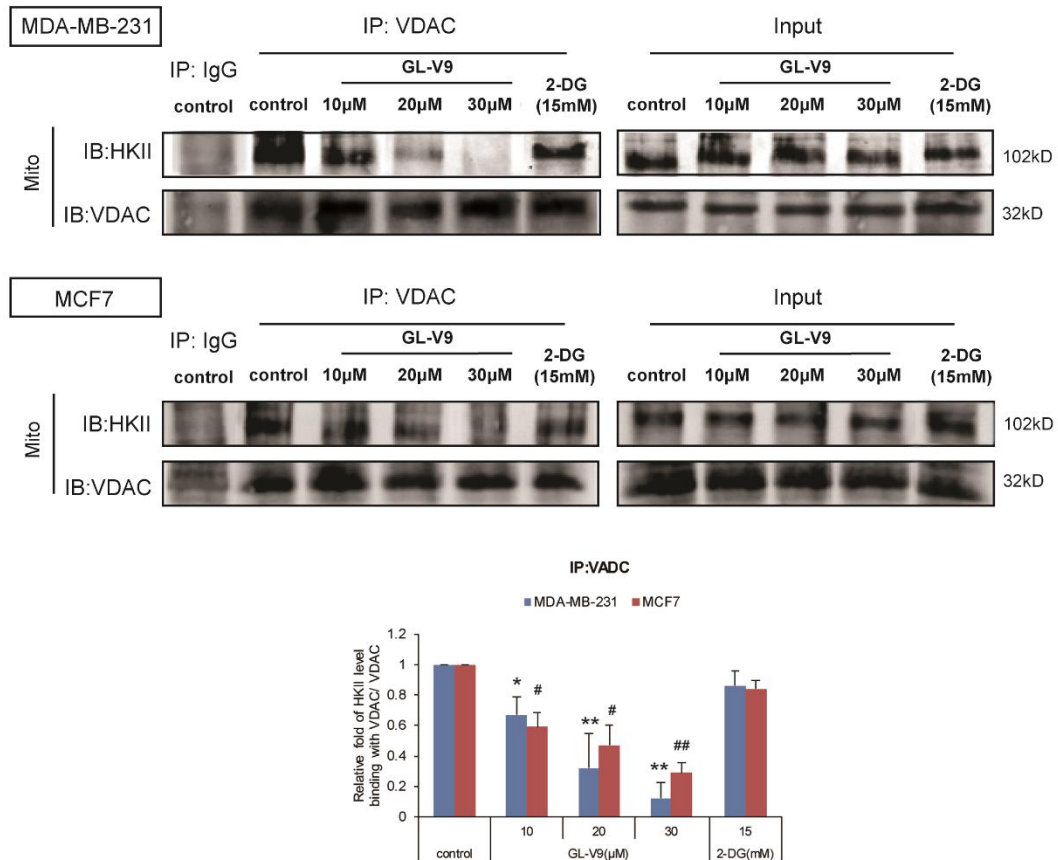 MDA-MB-231
IP: VDAC
Input
IP: IgG
GL-V9
GL-V9
control
control
10μM
20μM
30μM
2-DG
(15mM)
control
10μM
20μM
30μM
2-DG
(15mM)
Mito
IB:HKII
102kD
IB:VDAC
32kD
MCF7
IP: VDAC
Input
IP: IgG
GL-V9
GL-V9
control
control
10μM
20μM
30μM
2-DG
(15mM)
control
10μM
20μM
30μM
2-DG
(15mM)
Mito
IB:HKII
102kD
IB:VDAC
32kD
IP:VADC
MDA-MB-231
MCF7
Relative fold of HKII level
binding with VDAC/ VDAC
1.2
1
0.8
0.6
0.4
0.2
0
*
#
**
#
**
##
10
20
30
15
control
GL-V9(μM)
2-DG(mM)